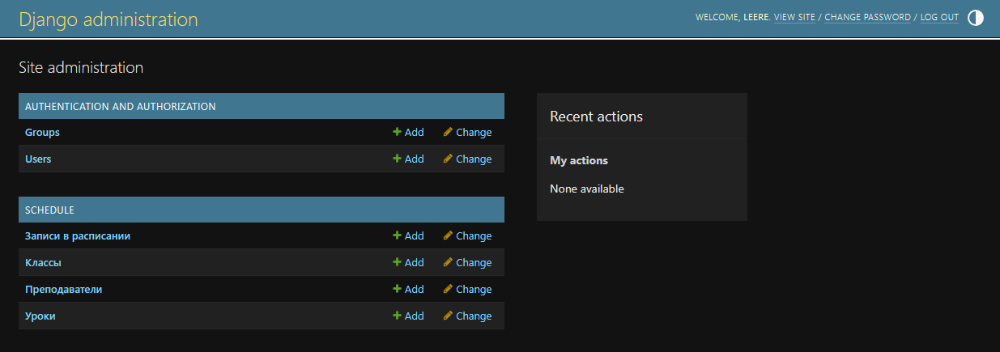 Django administration
WELCOME, LEERE. VIEW SITE / CHANGE PASSWORD / LOG OUT
Site administration
AUTHENTICATION AND AUTHORIZATION
Groups Add Change
Users Add Change
SCHEDULE
Записи в расписании Add Change
Классы Add Change
Преподаватели Add Change
Уроки Add Change
Recent actions
My actions
None available